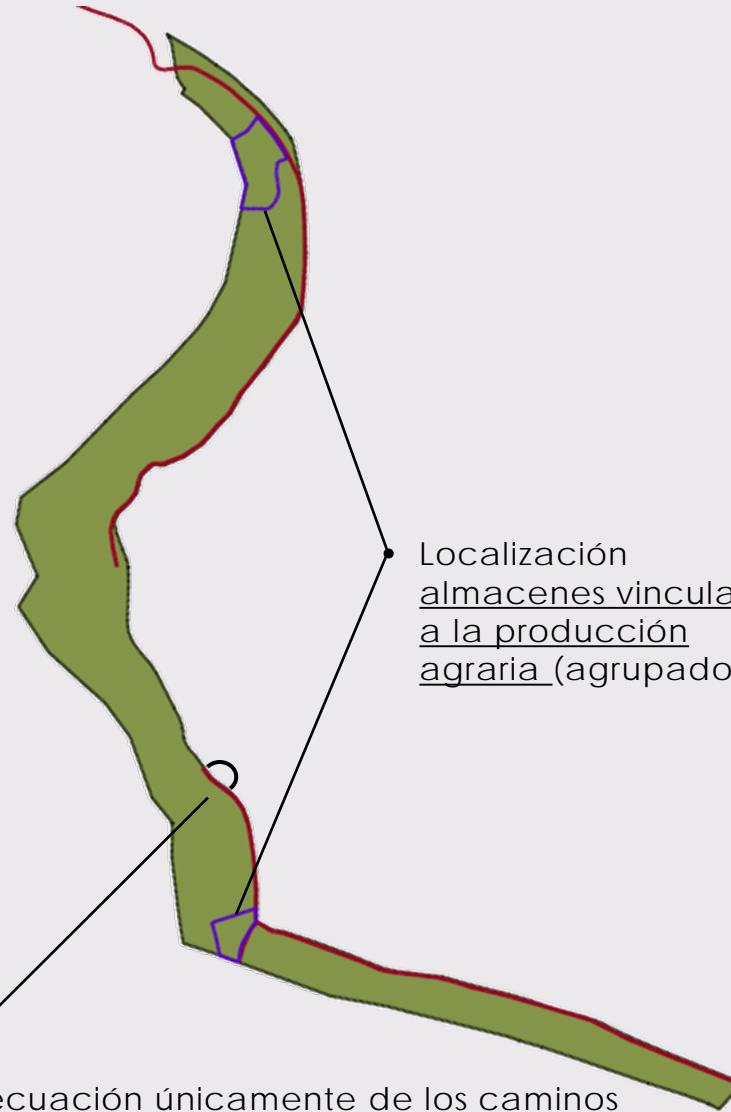 Localización
almacenes vincula
a la producción
agraria (agrupado
ecuación únicamente de los caminos